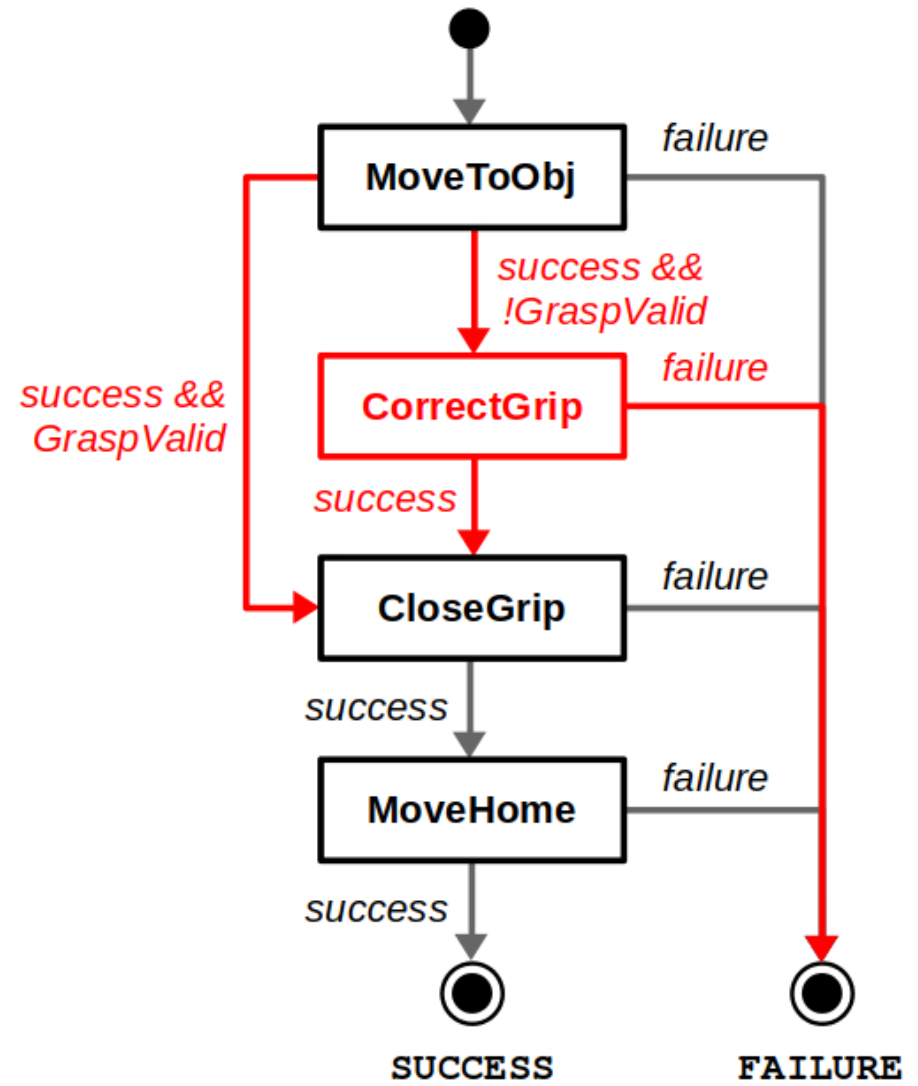 MoveToObj
failure
success &&
!GraspValid
success &&
GraspValid
CorrectGrip
failure
success
CloseGrip
failure
success
MoveHome
failure
success
SUCCESS
FAILURE